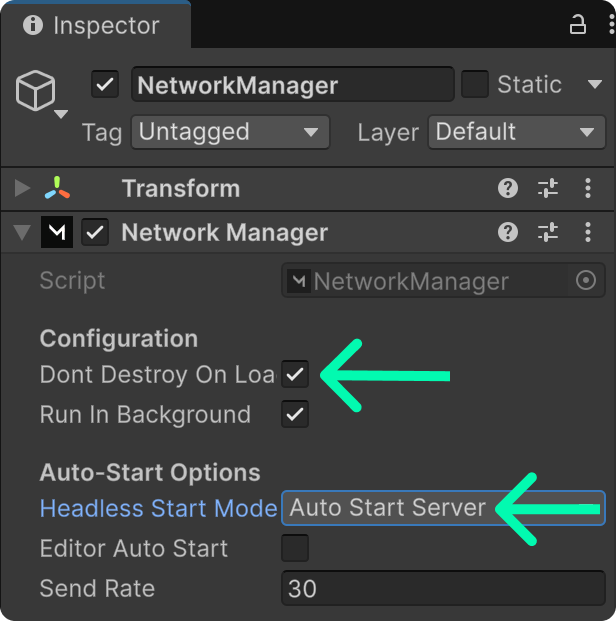 Inspector
NetworkManager Static
Tag Untagged Layer Default
Transform
Network Manager
Script NetworkManager
Configuration
Dont Destroy On Loa
Run In Background
Auto-Start Options
Headless Start Mode Auto Start Server
Editor Auto Start
Send Rate 30